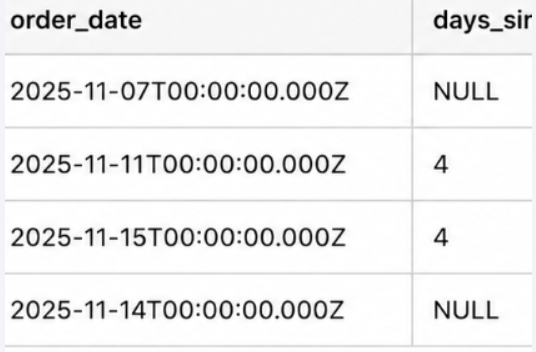 order_date days_sir
2025-11-07T00:00:00.000Z NULL
2025-11-11T00:00:00.000Z 4
2025-11-15T00:00:00.000Z 4
2025-11-14T00:00:00.000Z NULL